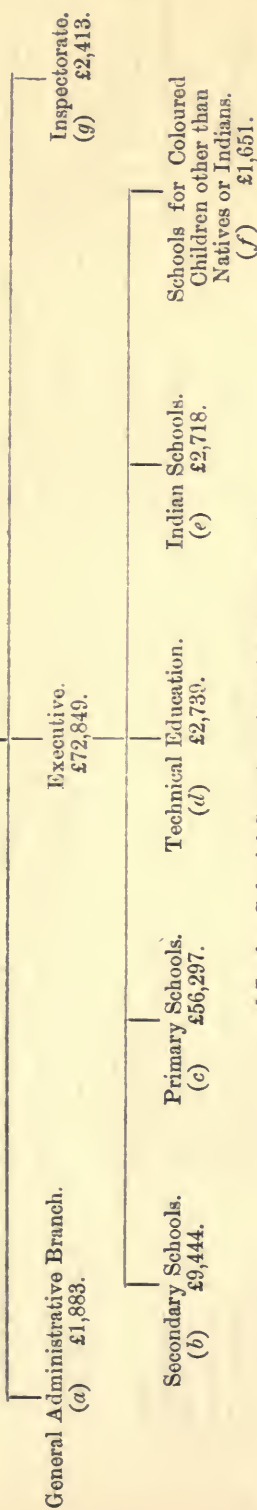 General Administrative Branch.
(a) £1,883.
Executive.
£72,849.
Inspectorate.
(g) £2,413.
Secondary Schools.
(b) £9,444.
Primary Schools.
(c) £56,297.
Technical Education.
(d) £2,739.
Indian Schools.
(e) £2,718.
Schools for Coloured
Children other than
Natives or Indians.
(f) £1,651.